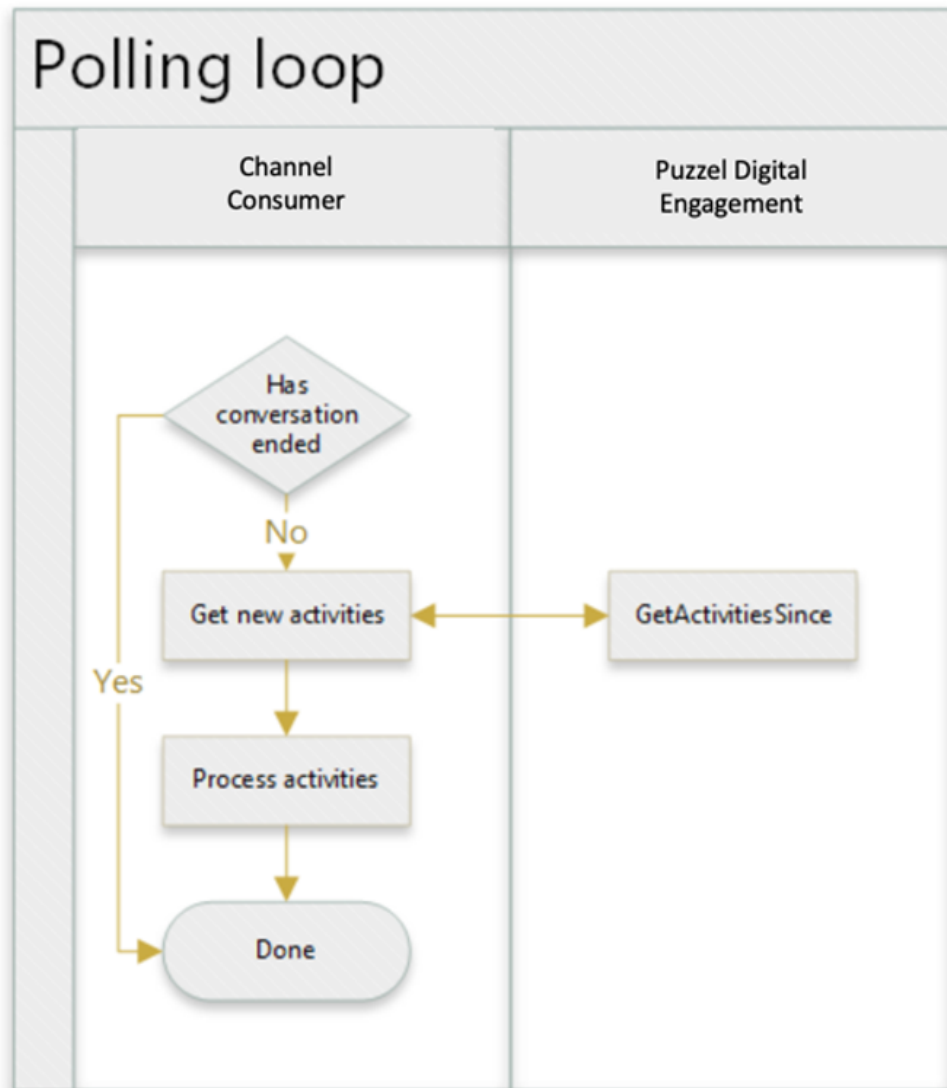 Polling loop
Channel
Consumer
Puzzel Digital
Engagement
Has
conversation
ended
No
Get new activities
GetActivitiesSince
Yes
Process activities
Done